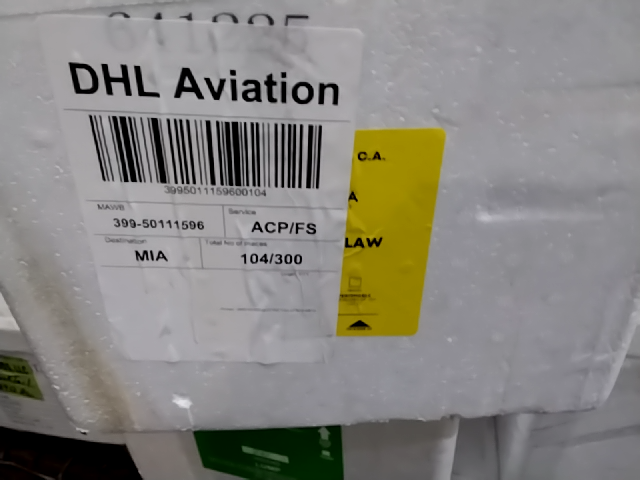 DHL Aviation
3995011159600104
MAWB
399-50111596
Service
ACP/FS
Destination
MIA
Total No of Pieces
104/300
C.A.
A
LAW